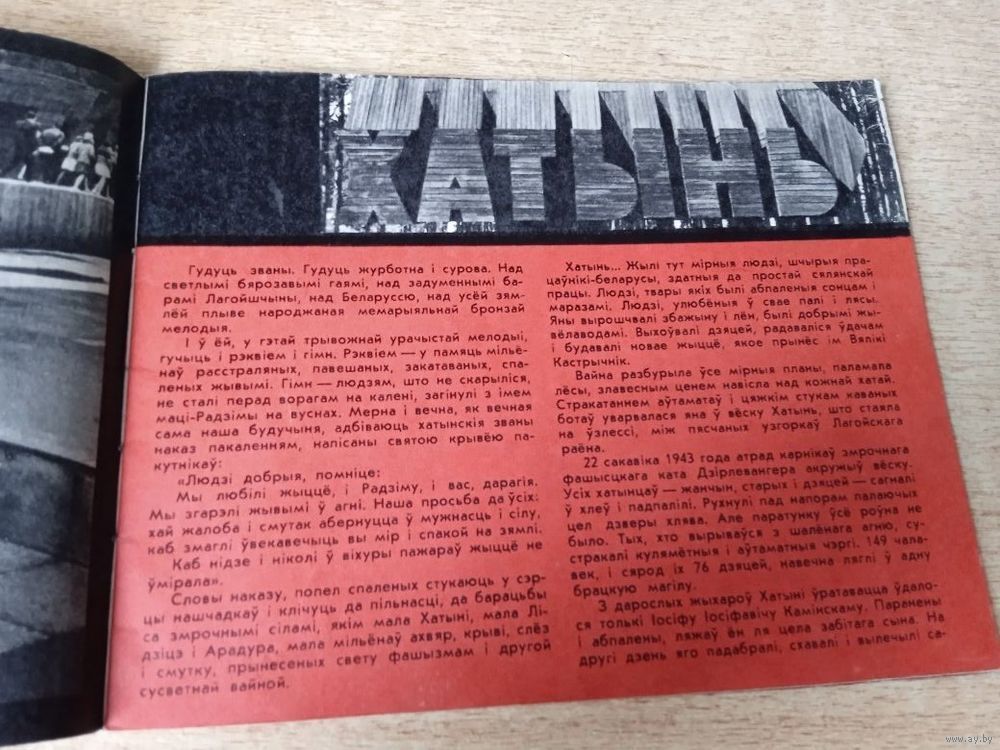 ХАТЫНЬ
Гудуць званы. Гудуць журботна і сурова. Над
светлымі бярозавымі гаямі, над задуменнымі ба-
рамі Лагойшчыны, над Беларуссю, над усёй зям-
лёй плыве народжаная мемарыяльнай бронзай
мелодыя.
І ў ёй, у гэтай трывожнай урачыстай мелодыі,
гучыць і рэквіем і гімн. Рэквіем — у памяць мільё-
наў расстраляных, павешаных, закатаваных, спа-
леных жывымі. Гімн — людзям, што не скарыліся,
не сталі перад ворагам на калені, загінулі з імем
маці-Радзімы на вуснах. Мерна і вечна, як вечная
сама наша будучыня, адбіваюць хатынскія званы
наказ пакаленням, напісаны святою крывёю па-
кутнікаў:
«Людзі добрыя, помніце:
Мы любілі жыццё, і Радзіму, і вас, дарагія.
Мы згарэлі жывымі ў агні. Наша просьба да ўсіх:
хай жалоба і смутак абернуцца ў мужнасць і сілу,
каб змаглі ўвекавечыць вы мір і спакой на зямлі.
Каб нідзе і ніколі ў віхуры пажараў жыццё не
ўмірала».
Словы наказу, попел спаленых стукаюць у сэр-
цы нашчадкаў і клічуць да пільнасці, да барацьбы
са змрочнымі сіламі, якім мала Хатыні, мала Лі-
дзіцэ і Арадура, мала мільёнаў ахвяр, крыві, слёз
і смутку, прынесеных свету фашызмам і другой
сусветнай вайной.
Хатынь... Жылі тут мірныя людзі, шчырыя пра-
цаўнікі-беларусы, здатныя да простай сялянскай
працы. Людзі, твары якіх былі абпаленыя сонцам і
маразамі. Людзі, улюбёныя ў свае палі і лясы.
Яны вырошчвалі збажыну і лён, былі добрымі жы-
вёлаводамі. Выхоўвалі дзяцей, радаваліся ўдачам
і будавалі новае жыццё, якое прынёс ім Вялікі
Кастрычнік.
Вайна разбурыла ўсе мірныя планы, паламала
лёсы, злавесным ценем навісла над кожнай хатай.
Стракатаннем аўтаматаў і цяжкім стукам каваных
ботаў уварвалася яна ў вёску Хатынь, што стаяла
на ўзлессі, між пясчаных узгоркаў Лагойскага
раёна.
22 сакавіка 1943 года атрад карнікаў змрочнага
фашысцкага ката Дзірлевангера акружыў вёску.
Усіх хатынцаў — жанчын, старых і дзяцей — сагналі
ў хлеў і падпалілі. Рухнулі пад напорам палаючых
цел дзверы хлява. Але паратунку ўсё роўна не
было. Тых, хто вырываўся з шалёнага агню, су-
стракалі кулямётныя і аўтаматныя чэргі. 149 чала-
век, і сярод іх 76 дзяцей, навечна ляглі ў адну
брацкую магілу.
З дарослых жыхароў Хатыні ўратавацца ўдало-
ся толькі Іосіфу Іосіфавічу Камінскаму. Паранены
і абпалены, ляжаў ён ля цела забітага сына. На
другі дзень яго падабралі, схавалі і вылечылі са-
www.ay.by